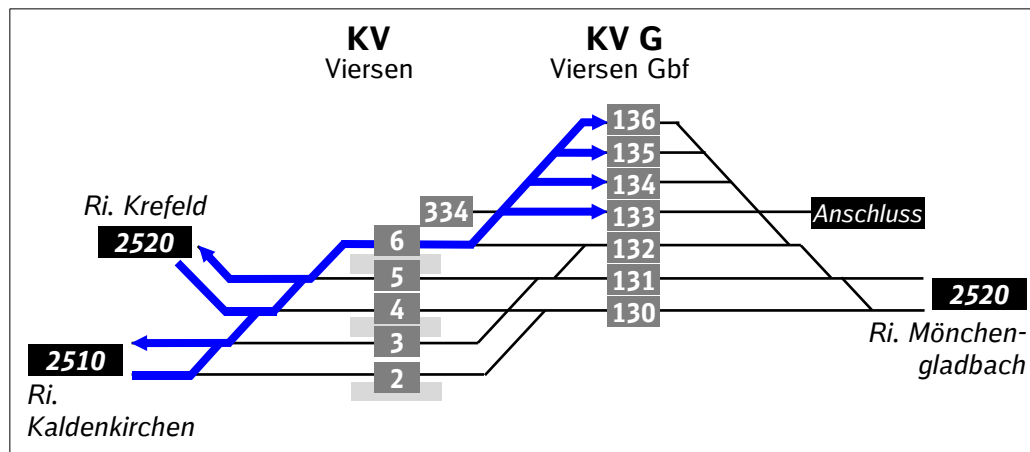 KV
Viersen
KV G
Viersen Gbf
136
135
134
Ri. Krefeld
334
133
Anschluss
2520
6
132
5
131
2520
4
130
Ri. Mönchen-
gladbach
3
2510
2
Ri.
Kaldenkirchen